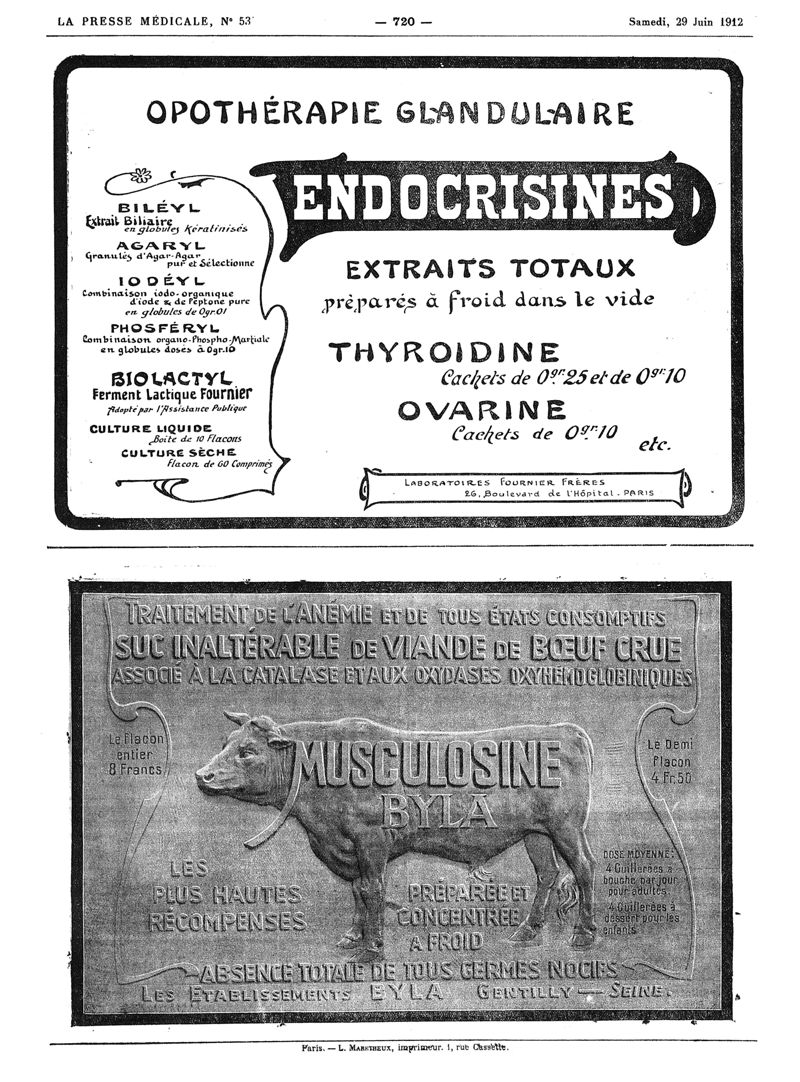 LA PRESSE MÉDICALE, N° 53
— 720 —
Samedi, 29 Juin 1912
OPOTHÉRAPIE GLANDULAIRE
ENDOCRISINES
EXTRAITS TOTAUX
préparés à froid dans le vide
THYROIDINE
Cachets de 0gr.25 et de 0gr.10
OVARINE
Cachets de 0gr.10
etc.
LABORATOIRES FOURNIER FRÈRES
26, Boulevard de l'Hôpital - PARIS
BILÉYL
Extrait Biliaire
en globules Kératinisés
AGARYL
Granulés d'Agar-Agar
pur et Sélectionne
IODÉYL
Combinaison iodo-organique
d'iode & de peptone pure
en globules de 0gr.01
PHOSFÉRYL
Combinaison organo-Phospho-Martiale
en globules dosés à 0gr.10
BIOLACTYL
Ferment Lactique Fournier
Adopté par l'Assistance Publique
CULTURE LIQUIDE
Boite de 10 Flacons
CULTURE SÈCHE
Flacon de 60 Comprimés
TRAITEMENT DE L'ANÉMIE ET DE TOUS ÉTATS CONSOMPTIFS
SUC INALTÉRABLE DE VIANDE DE BŒUF CRUE
ASSOCIÉ À LA CATALASE ET AUX OXYDASES OXYHÉMOGLOBINIQUES
Le Flacon
entier
8 Francs
MUSCULOSINE
BYLA
Le Demi
flacon
4 Fr.50
LES
PLUS HAUTES
RÉCOMPENSES
PRÉPARÉE ET
CONCENTRÉE
A FROID
DOSE MOYENNE:
4 Cuillerées à
bouche par jour
pour adultes.
4 Cuillerées à
dessert pour les
enfants
ABSENCE TOTALE DE TOUS GERMES NOCIFS
LES ETABLISSEMENTS BYLA GENTILLY — SEINE.
Paris. — L. MARETHEUX, imprimeur. 1, rue Cassette.